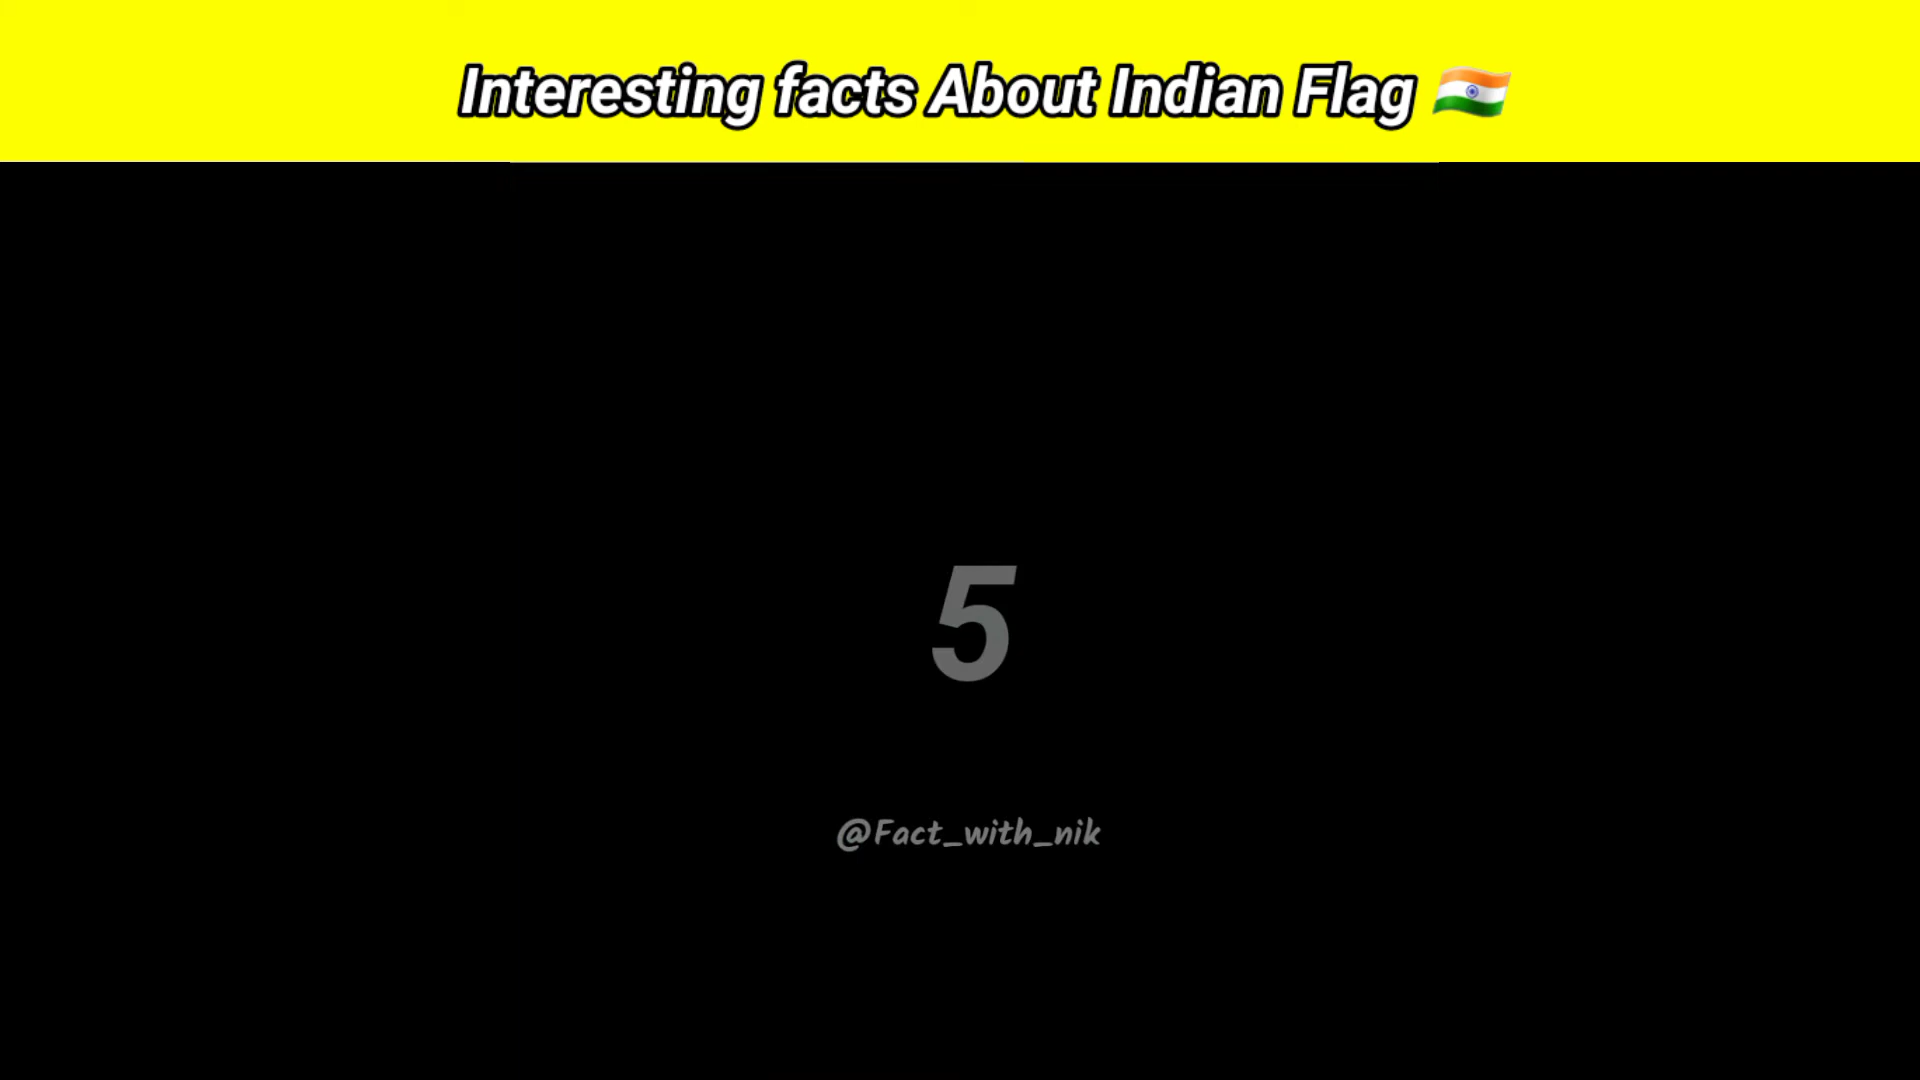 Interesting facts About Indian Flag 🇮🇳
5
@Fact_with_nik